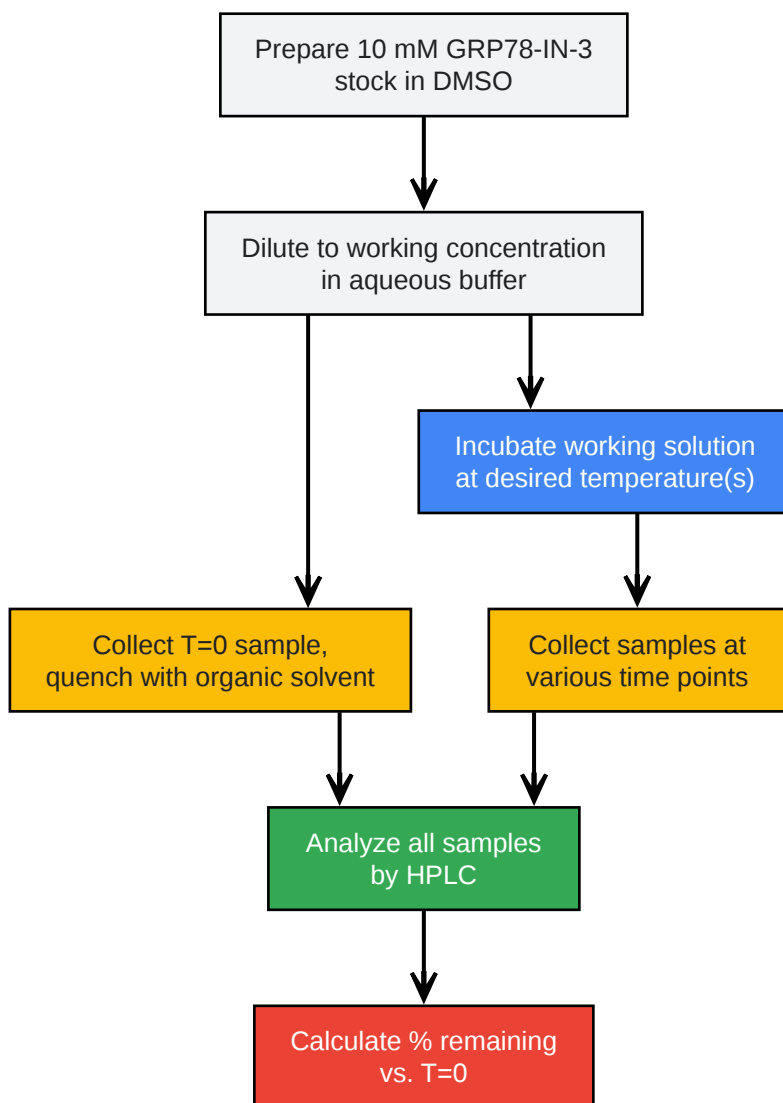 Prepare 10 mM GRP78-IN-3
stock in DMSO
Dilute to working concentration
in aqueous buffer
Incubate working solution
at desired temperature(s)
Collect T=0 sample,
quench with organic solvent
Collect samples at
various time points
Analyze all samples
by HPLC
Calculate % remaining
vs. T=0